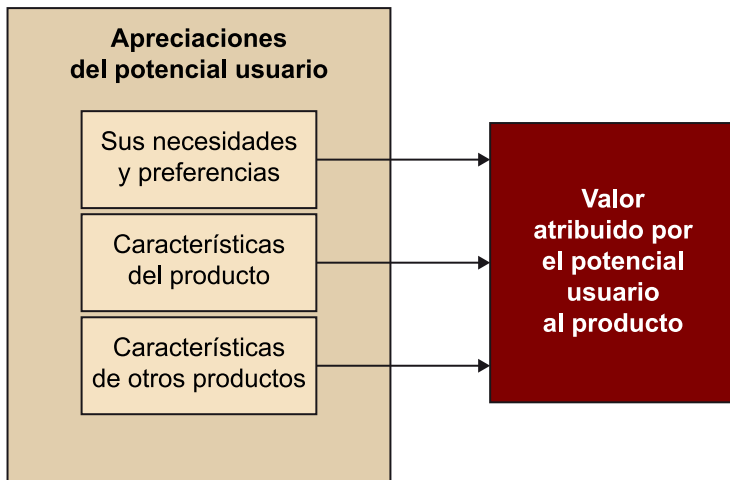 Apreciaciones
del potencial usuario
Sus necesidades
y preferencias
Características
del producto
Características
de otros productos
Valor
atribuido por
el potencial
usuario
al producto